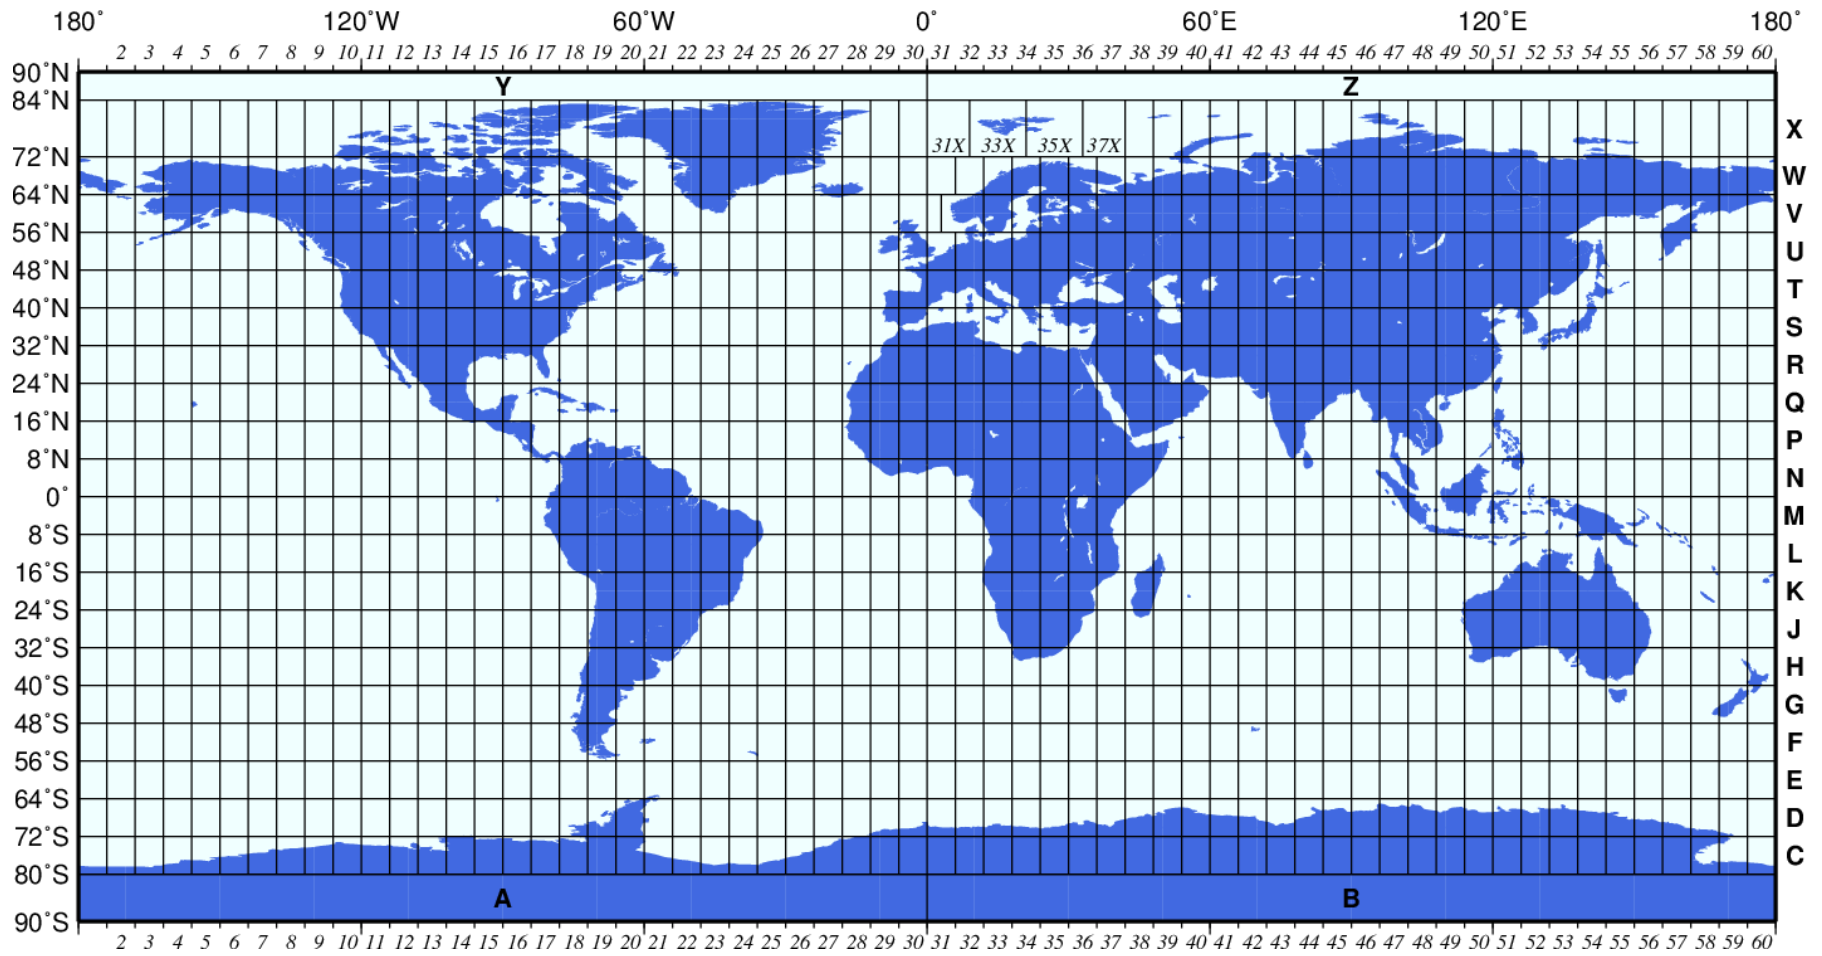 180° 120°W 60°W 0° 60°E 120°E 180°
2 3 4 5 6 7 8 9 10 11 12 13 14 15 16 17 18 19 20 21 22 23 24 25 26 27 28 29 30 31 32 33 34 35 36 37 38 39 40 41 42 43 44 45 46 47 48 49 50 51 52 53 54 55 56 57 58 59 60
90°N
Y Z
84°N
X
31X 33X 35X 37X
72°N
W
64°N
V
56°N
U
48°N
T
40°N
S
32°N
R
24°N
Q
16°N
P
8°N
N
0°
M
8°S
L
16°S
K
24°S
J
32°S
H
40°S
G
48°S
F
56°S
E
64°S
D
72°S
C
80°S
A B
90°S
2 3 4 5 6 7 8 9 10 11 12 13 14 15 16 17 18 19 20 21 22 23 24 25 26 27 28 29 30 31 32 33 34 35 36 37 38 39 40 41 42 43 44 45 46 47 48 49 50 51 52 53 54 55 56 57 58 59 60